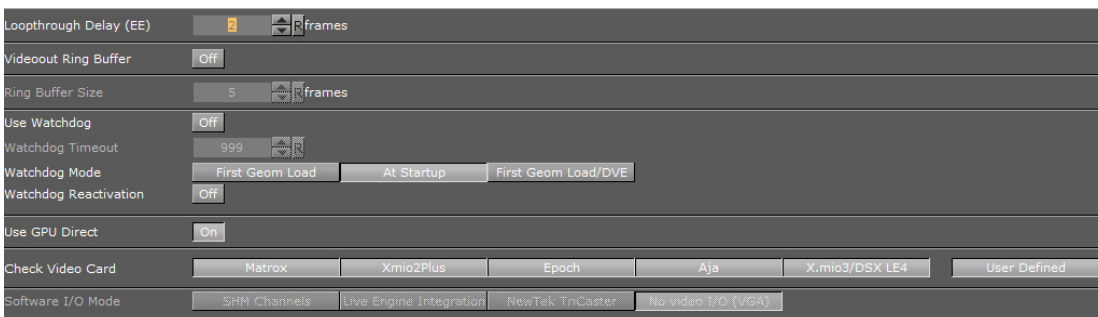 Loopthrough Delay (EE) 2 R frames
Videoout Ring Buffer Off
Ring Buffer Size 5 R frames
Use Watchdog Off
Watchdog Timeout 999 R
Watchdog Mode First Geom Load At Startup First Geom Load/DVE
Watchdog Reactivation Off
Use GPU Direct On
Check Video Card Matrox Xmio2Plus Epoch Aja X.mio3/DSX LE4 User Defined
Software I/O Mode SHM Channels Live Engine Integration NewTek TriCaster No video I/O (VGA)